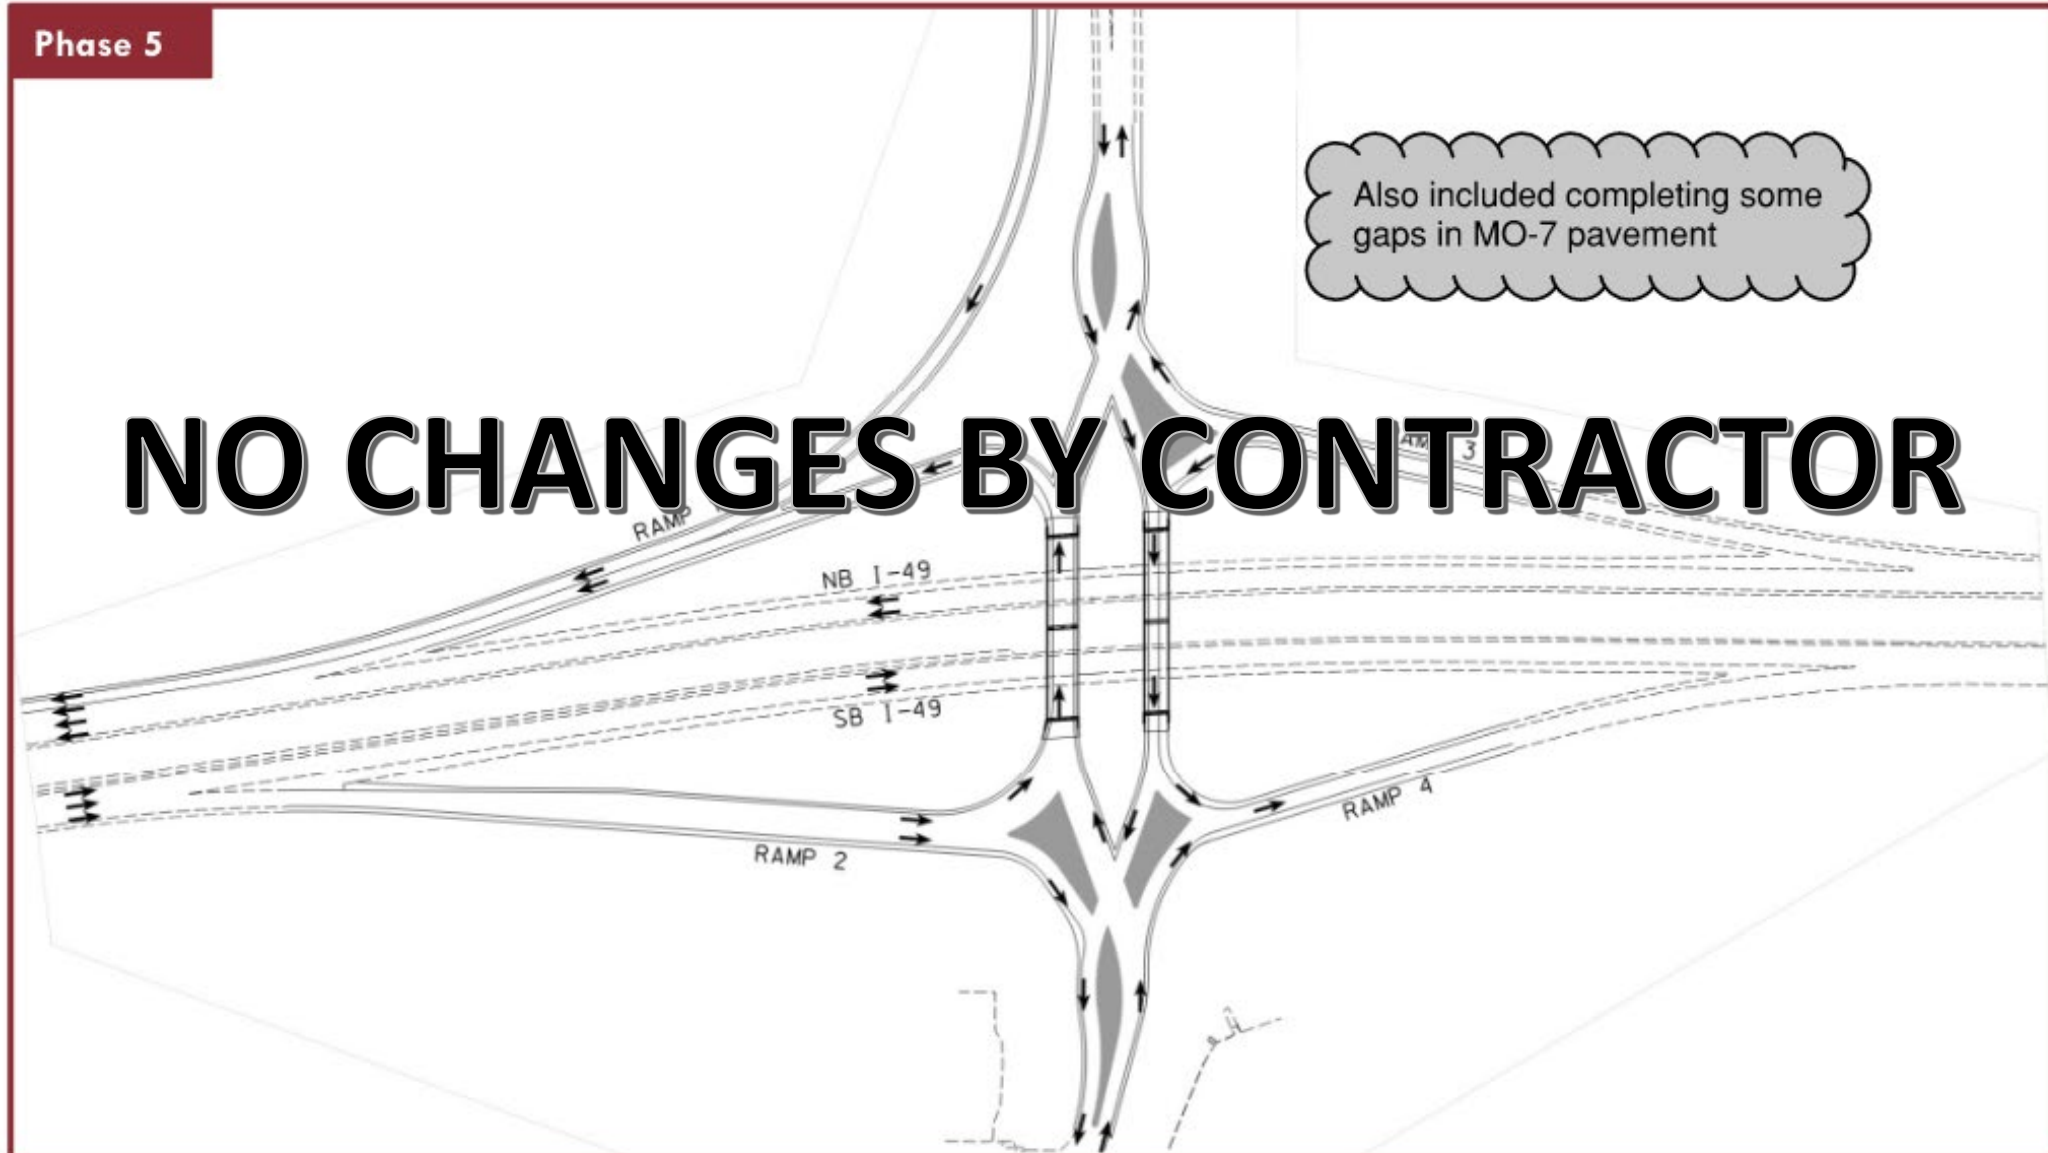 Phase 5
Also included completing some
gaps in MO-7 pavement
NO CHANGES BY CONTRACTOR
3
RAMP
NB I-49
SB I-49
RAMP 4
RAMP 2